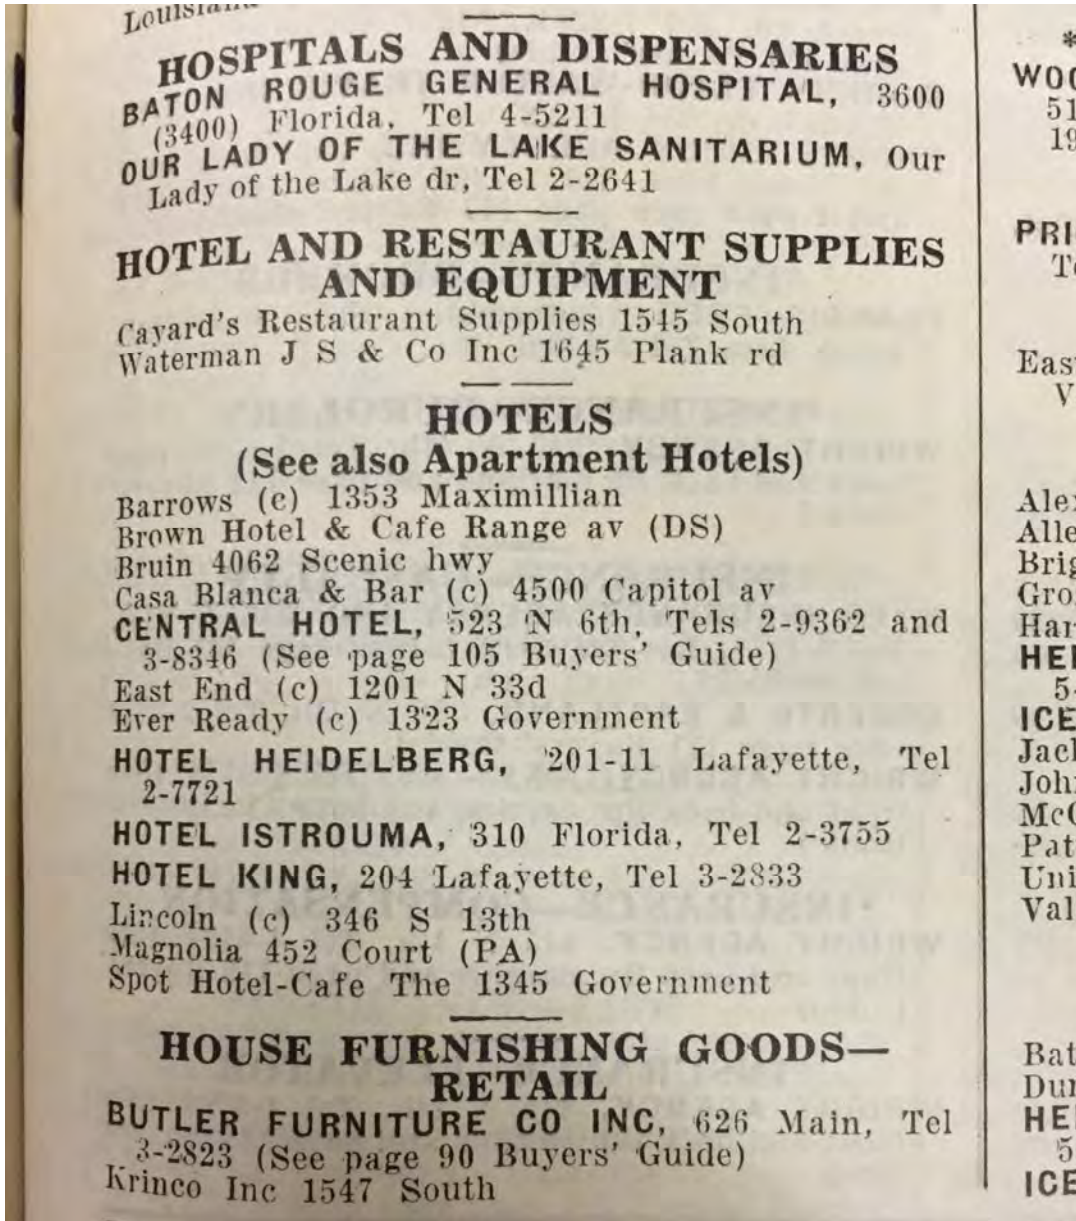 HOSPITALS AND DISPENSARIES
BATON ROUGE GENERAL HOSPITAL, 3600
(3400) Florida, Tel 4-5211
OUR LADY OF THE LAKE SANITARIUM, Our
Lady of the Lake dr, Tel 2-2641
HOTEL AND RESTAURANT SUPPLIES
AND EQUIPMENT
Cayard's Restaurant Supplies 1545 South
Waterman J S & Co Inc 1645 Plank rd
HOTELS
(See also Apartment Hotels)
Barrows (c) 1353 Maximillian
Brown Hotel & Cafe Range av (DS)
Bruin 4062 Scenic hwy
Casa Blanca & Bar (c) 4500 Capitol av
CENTRAL HOTEL, 523 N 6th, Tels 2-9362 and
3-8346 (See page 105 Buyers' Guide)
East End (c) 1201 N 33d
Ever Ready (c) 1323 Government
HOTEL HEIDELBERG, 201-11 Lafayette, Tel
2-7721
HOTEL ISTROUMA, 310 Florida, Tel 2-3755
HOTEL KING, 204 Lafayette, Tel 3-2833
Lincoln (c) 346 S 13th
Magnolia 452 Court (PA)
Spot Hotel-Cafe The 1345 Government
HOUSE FURNISHING GOODS—
RETAIL
BUTLER FURNITURE CO INC, 626 Main, Tel
3-2823 (See page 90 Buyers' Guide)
Krinco Inc 1547 South